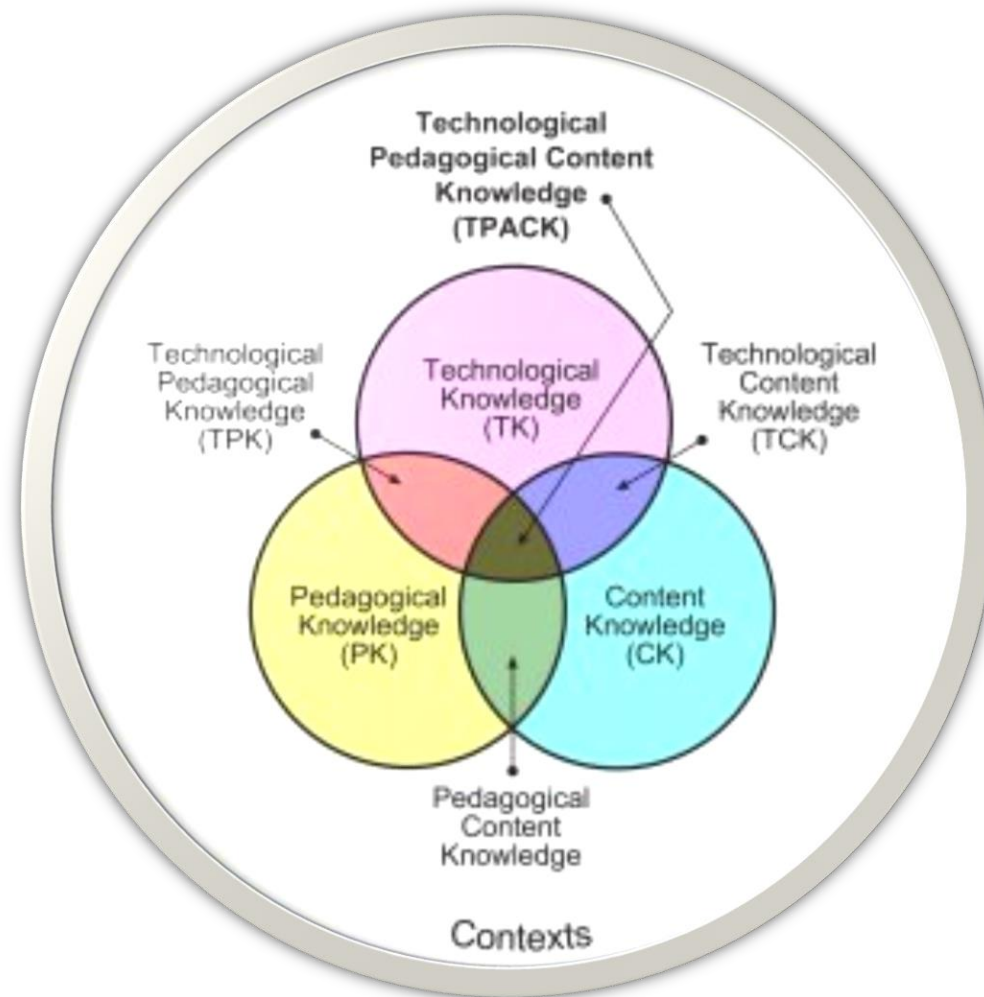 Technological
Pedagogical Content
Knowledge
(TPACK)
Technological
Pedagogical
Knowledge
(TPK)
Technological
Knowledge
(TK)
Technological
Content
Knowledge
(TCK)
Pedagogical
Knowledge
(PK)
Content
Knowledge
(CK)
Pedagogical
Content
Knowledge
Contexts